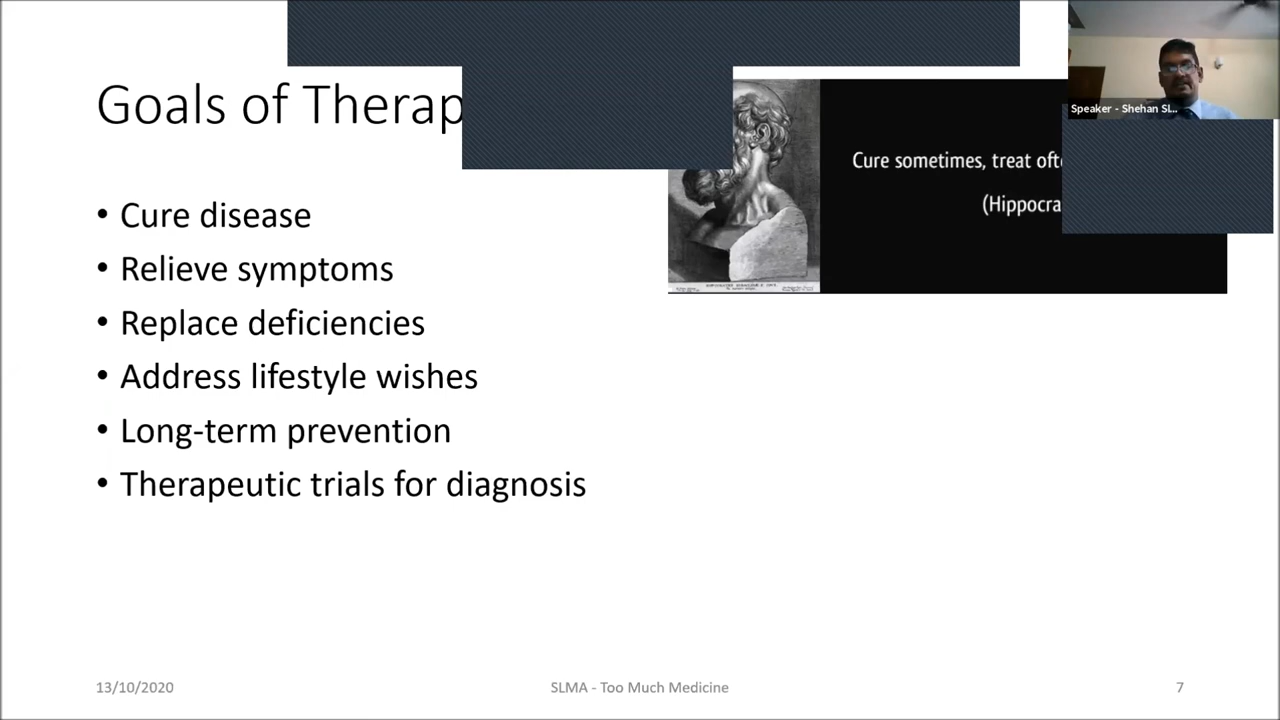 Goals of Therap
Cure sometimes, treat oft
(Hippocra
Speaker - Shehan Sl...
• Cure disease
• Relieve symptoms
• Replace deficiencies
• Address lifestyle wishes
• Long-term prevention
• Therapeutic trials for diagnosis
13/10/2020
SLMA - Too Much Medicine
7